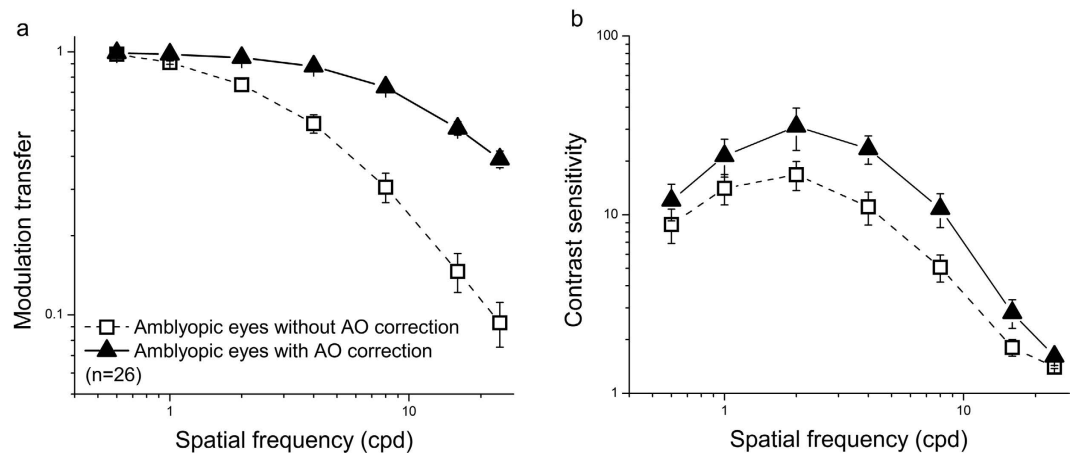 a
Modulation transfer
1
0.1
Amblyopic eyes without AO correction
Amblyopic eyes with AO correction
(n=26)
1
10
Spatial frequency (cpd)
b
Contrast sensitivity
100
10
1
1
10
Spatial frequency (cpd)